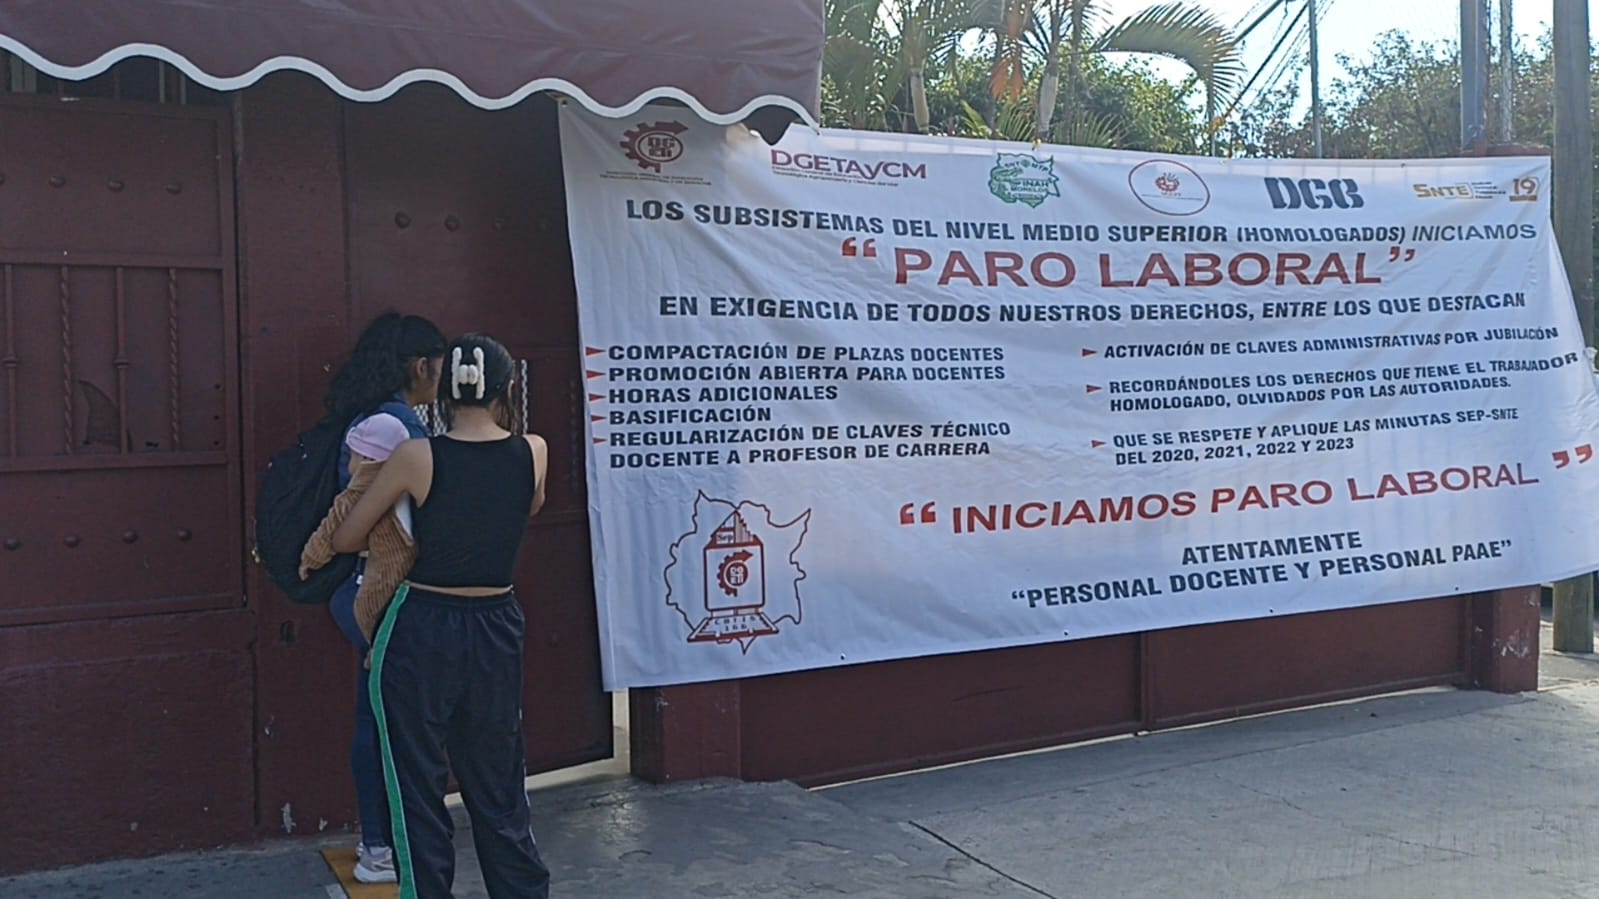 DGETAYCM
INAH
MORELOS
DGB
SNTE
19
LOS SUBSISTEMAS DEL NIVEL MEDIO SUPERIOR (HOMOLOGADOS) INICIAMOS
“PARO LABORAL”
EN EXIGENCIA DE TODOS NUESTROS DERECHOS, ENTRE LOS QUE DESTACAN
COMPACTACIÓN DE PLAZAS DOCENTES
PROMOCIÓN ABIERTA PARA DOCENTES
HORAS ADICIONALES
BASIFICACIÓN
REGULARIZACIÓN DE CLAVES TÉCNICO
DOCENTE A PROFESOR DE CARRERA
ACTIVACIÓN DE CLAVES ADMINISTRATIVAS POR JUBILACIÓN
RECORDÁNDOLES LOS DERECHOS QUE TIENE EL TRABAJADOR
HOMOLOGADO, OLVIDADOS POR LAS AUTORIDADES.
QUE SE RESPETE Y APLIQUE LAS MINUTAS SEP-SNTE
DEL 2020, 2021, 2022 Y 2023
“INICIAMOS PARO LABORAL”
ATENTAMENTE
“PERSONAL DOCENTE Y PERSONAL PAAE”
Sep
166